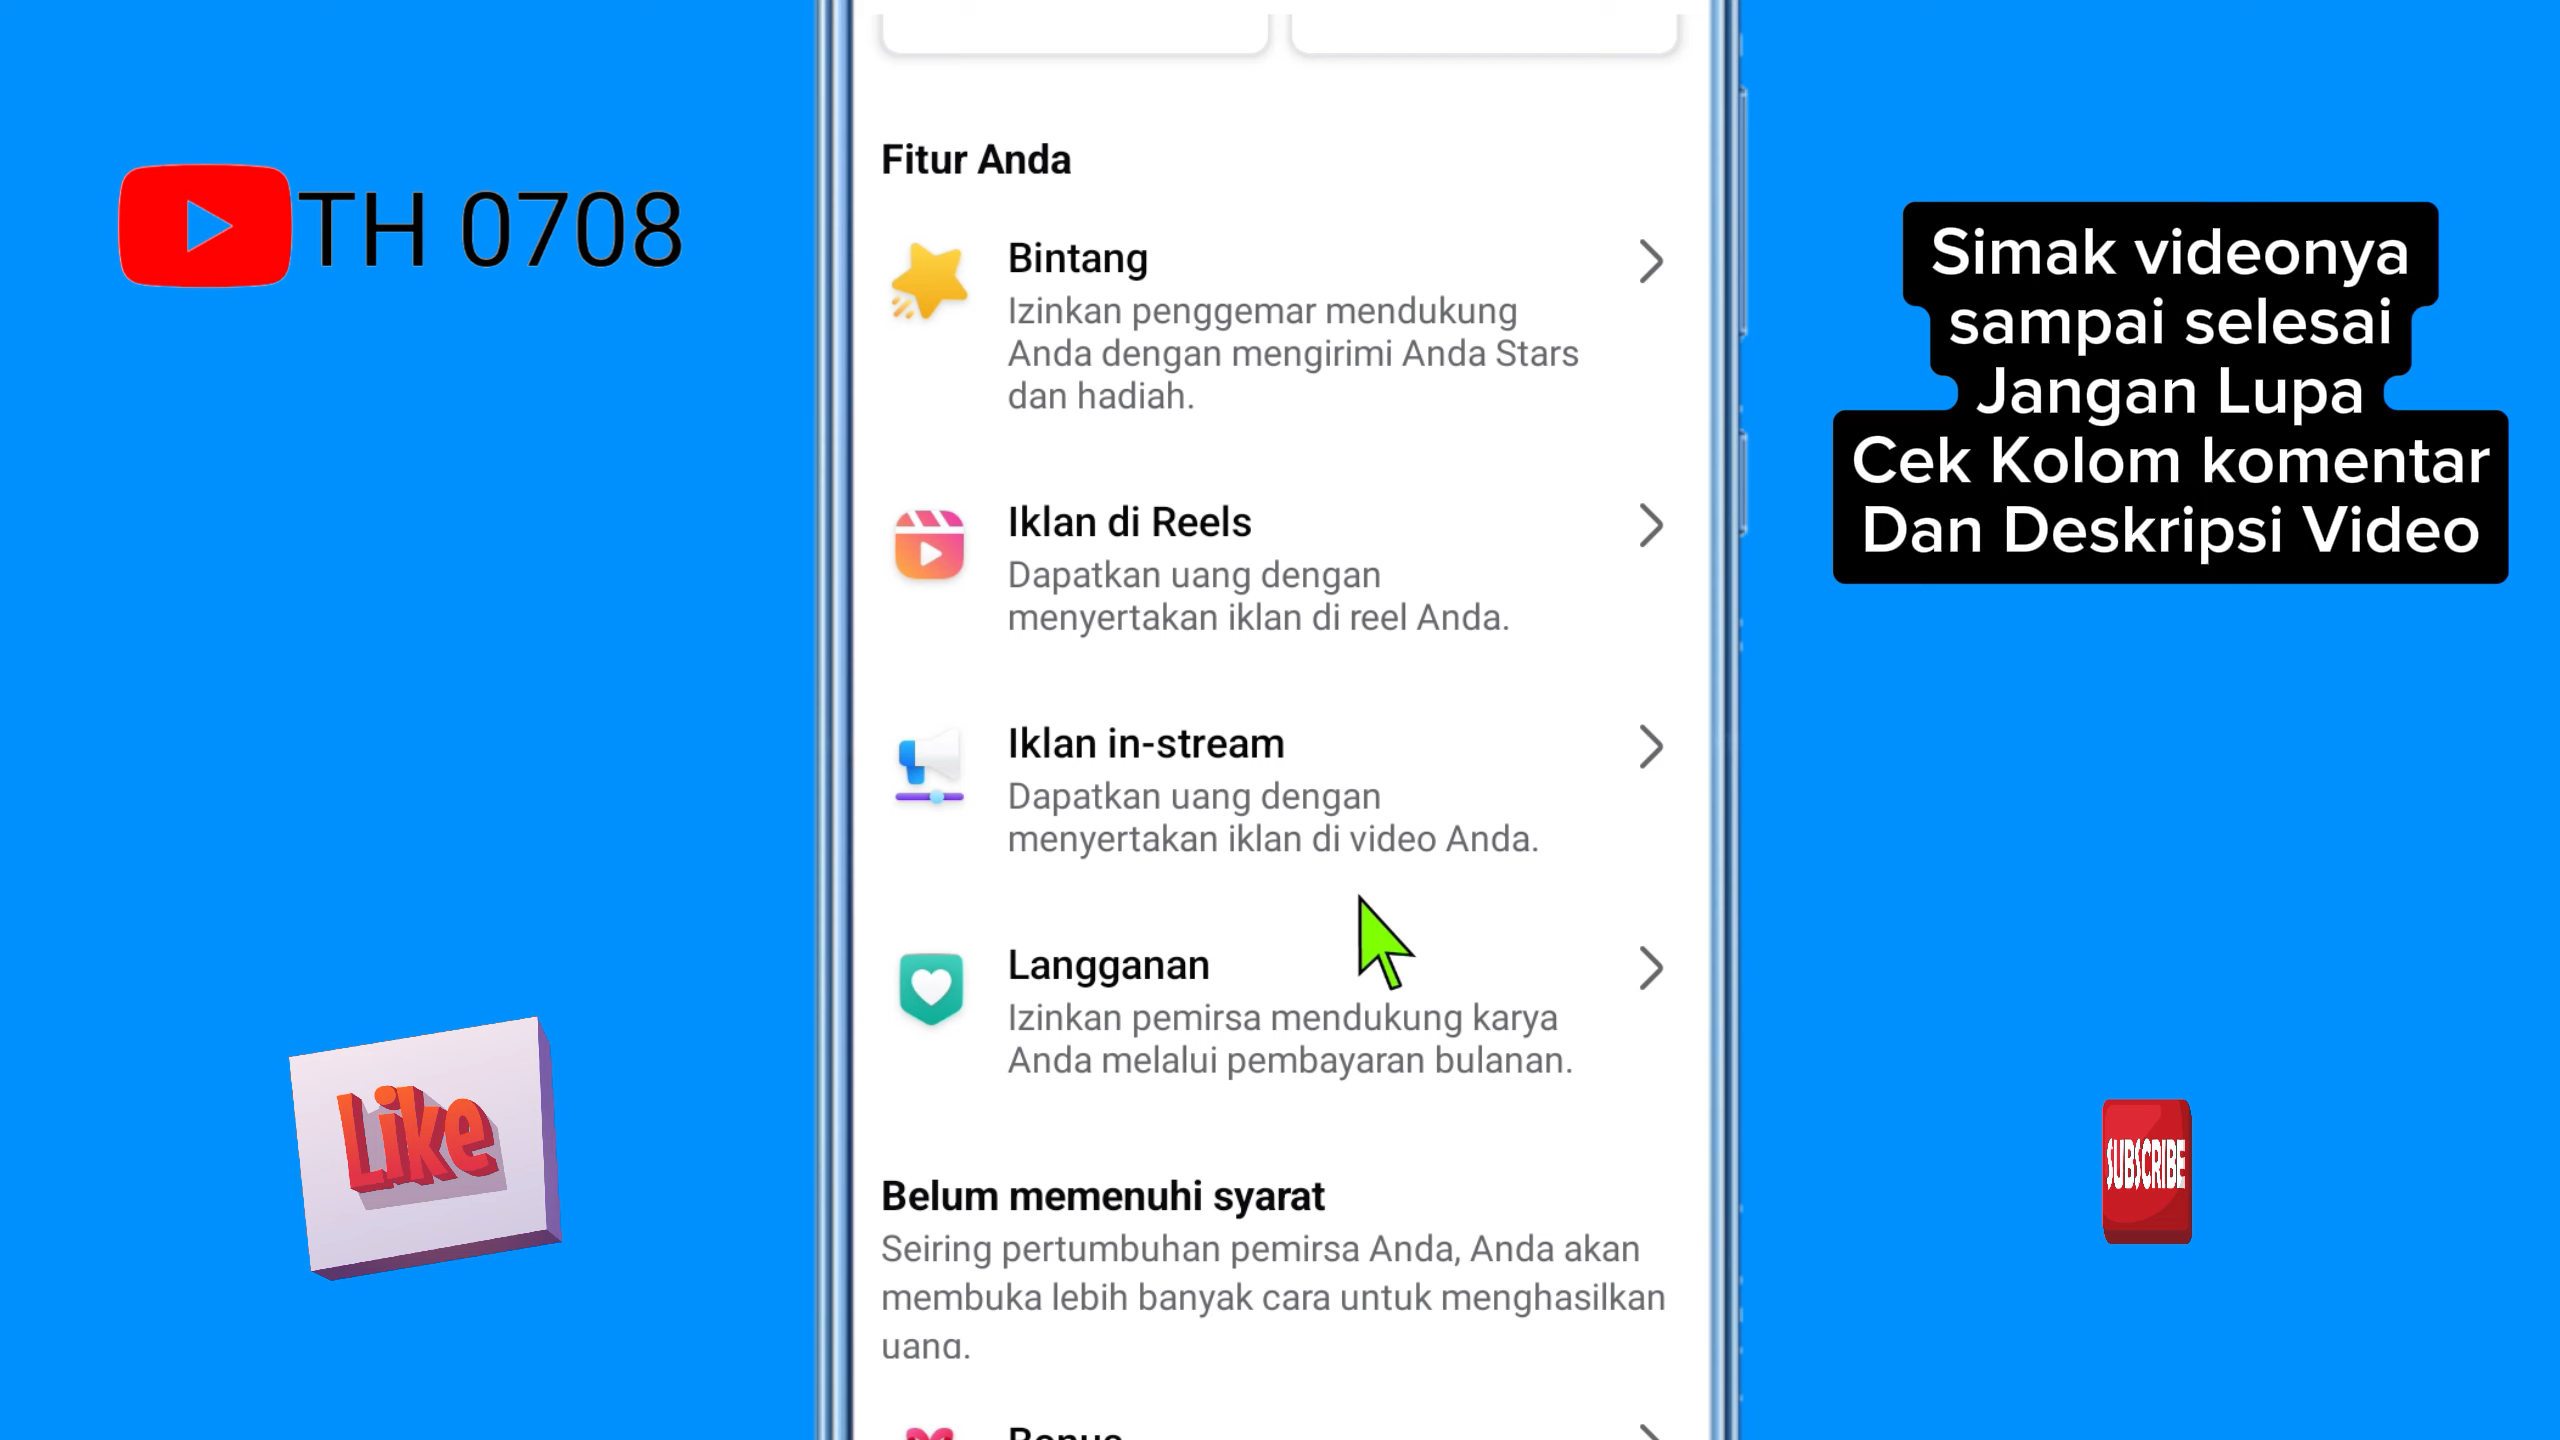 TH 0708
Fitur Anda
Bintang
Izinkan penggemar mendukung
Anda dengan mengirimi Anda Stars
dan hadiah.
Iklan di Reels
Dapatkan uang dengan
menyertakan iklan di reel Anda.
Iklan in-stream
Dapatkan uang dengan
menyertakan iklan di video Anda.
Langganan
Izinkan pemirsa mendukung karya
Anda melalui pembayaran bulanan.
Belum memenuhi syarat
Seiring pertumbuhan pemirsa Anda, Anda akan
membuka lebih banyak cara untuk menghasilkan
uang.
Bonus
Simak videonya
sampai selesai
Jangan Lupa
Cek Kolom komentar
Dan Deskripsi Video
Like
SUBSCRIBE